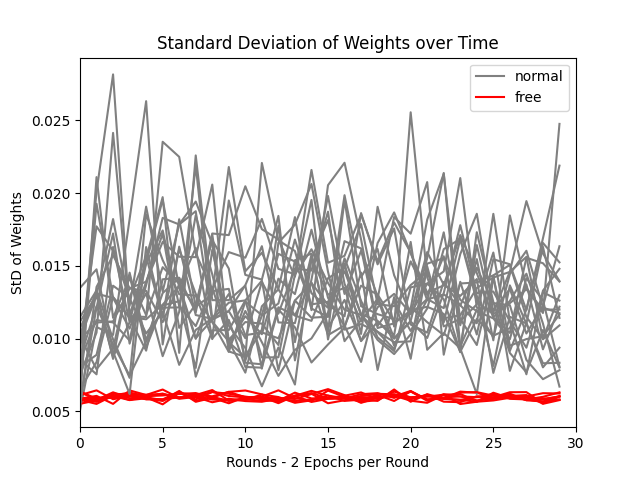 Standard Deviation of Weights over Time
normal
free
StD of Weights
0.025
0.020
0.015
0.010
0.005
0 5 10 15 20 25 30
Rounds - 2 Epochs per Round